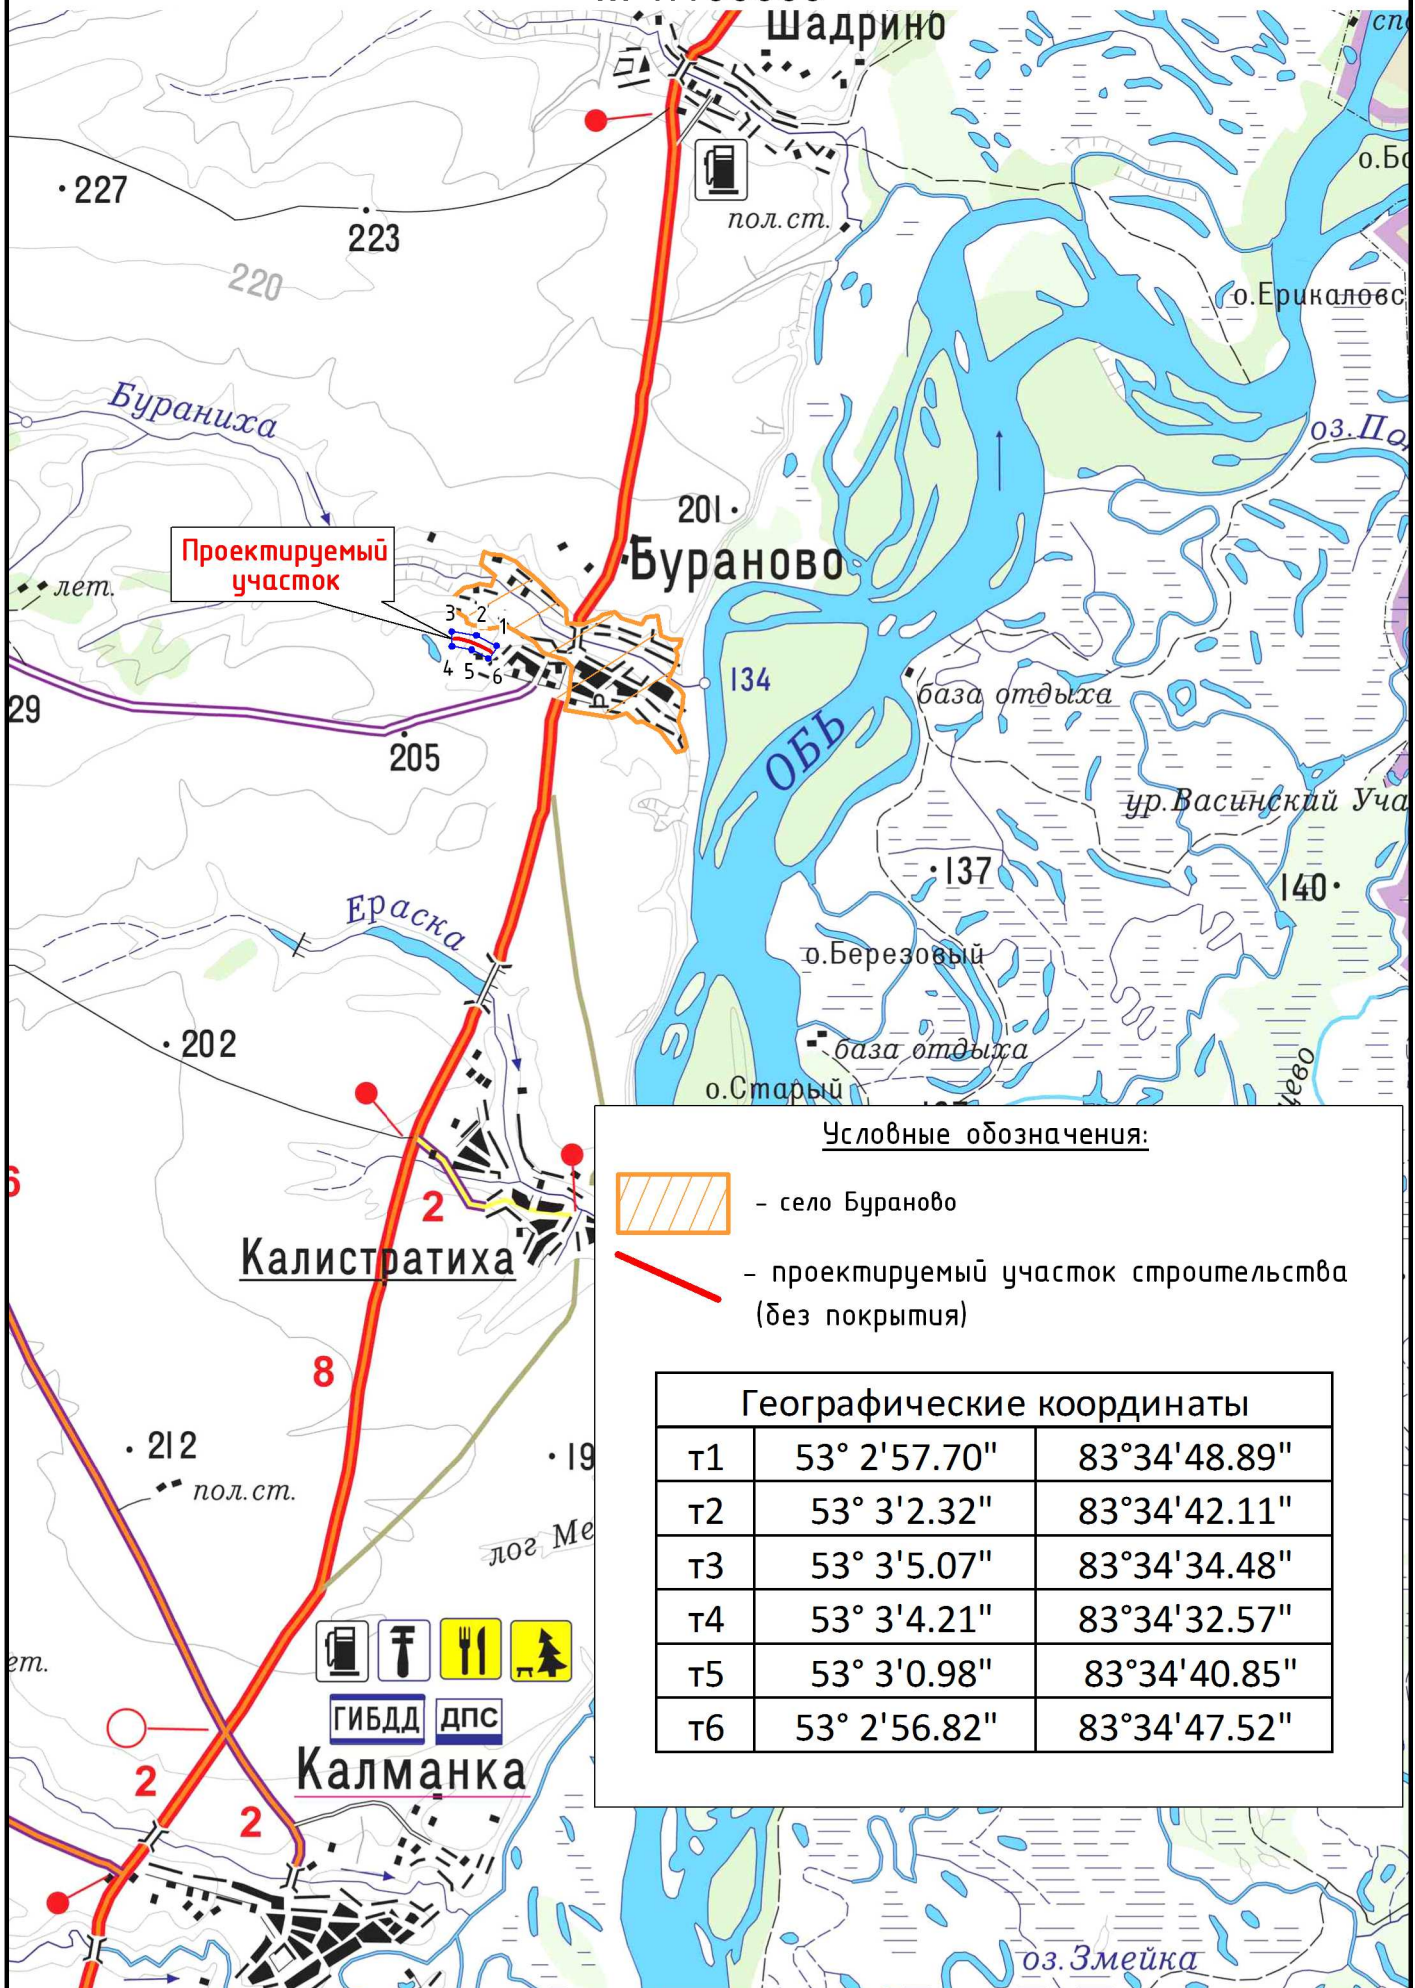 Шадрино
227
223
220
пол.ст.
о.Ерикаловс
Бураниха
201
Бураново
Проектируемый
участок
лет.
3
2
1
4
5
6
29
205
134
ОБЬ
база отдыха
ур.Васинский Уча
137
140
Ераска
о.Березовый
202
база отдыха
о.Старый
2
Калистратиха
8
212
пол.ст.
19
лог Ме
ГИБДД
ДПС
Калманка
2
2
Условные обозначения:
- село Бураново
- проектируемый участок строительства
(без покрытия)
Географические координаты
т1 53° 2'57.70" 83°34'48.89"
т2 53° 3'2.32" 83°34'42.11"
т3 53° 3'5.07" 83°34'34.48"
т4 53° 3'4.21" 83°34'32.57"
т5 53° 3'0.98" 83°34'40.85"
т6 53° 2'56.82" 83°34'47.52"
оз.Змейка